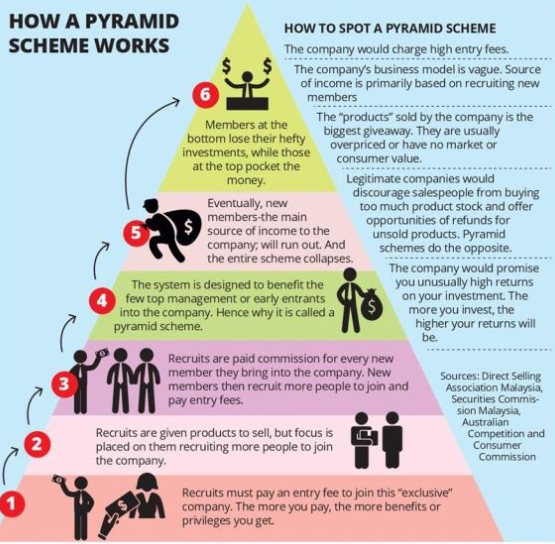 HOW A PYRAMID
SCHEME WORKS
HOW TO SPOT A PYRAMID SCHEME
The company would charge high entry fees.
The company's business model is vague. Source
of income is primarily based on recruiting new
members
The "products" sold by the company is the
biggest giveaway. They are usually
overpriced or have no market or
consumer value.
Legitimate companies would
discourage salespeople from buying
too much product stock and offer
opportunities of refunds for
unsold products. Pyramid
schemes do the opposite.
The company would promise
you unusually high returns
on your investment. The
more you invest, the
higher your returns will
be.
Sources: Direct Selling
Association Malaysia,
Securities Commis-
sion Malaysia,
Australian
Competition and
Consumer
Commission
$ $
6
Members at the
bottom lose their hefty
investments, while those
at the top pocket the
money.
5
$
Eventually, new
members-the main
source of income to the
company; will run out. And
the entire scheme collapses.
4
The system is designed to benefit the
few top management or early entrants
into the company. Hence why it is called a
pyramid scheme.
$
3
Recruits are paid commission for every new
member they bring into the company. New
members then recruit more people to join and
pay entry fees.
2
Recruits are given products to sell, but focus is
placed on them recruiting more people to join
the company.
1
$
Recruits must pay an entry fee to join this "exclusive"
company. The more you pay, the more benefits or
privileges you get.